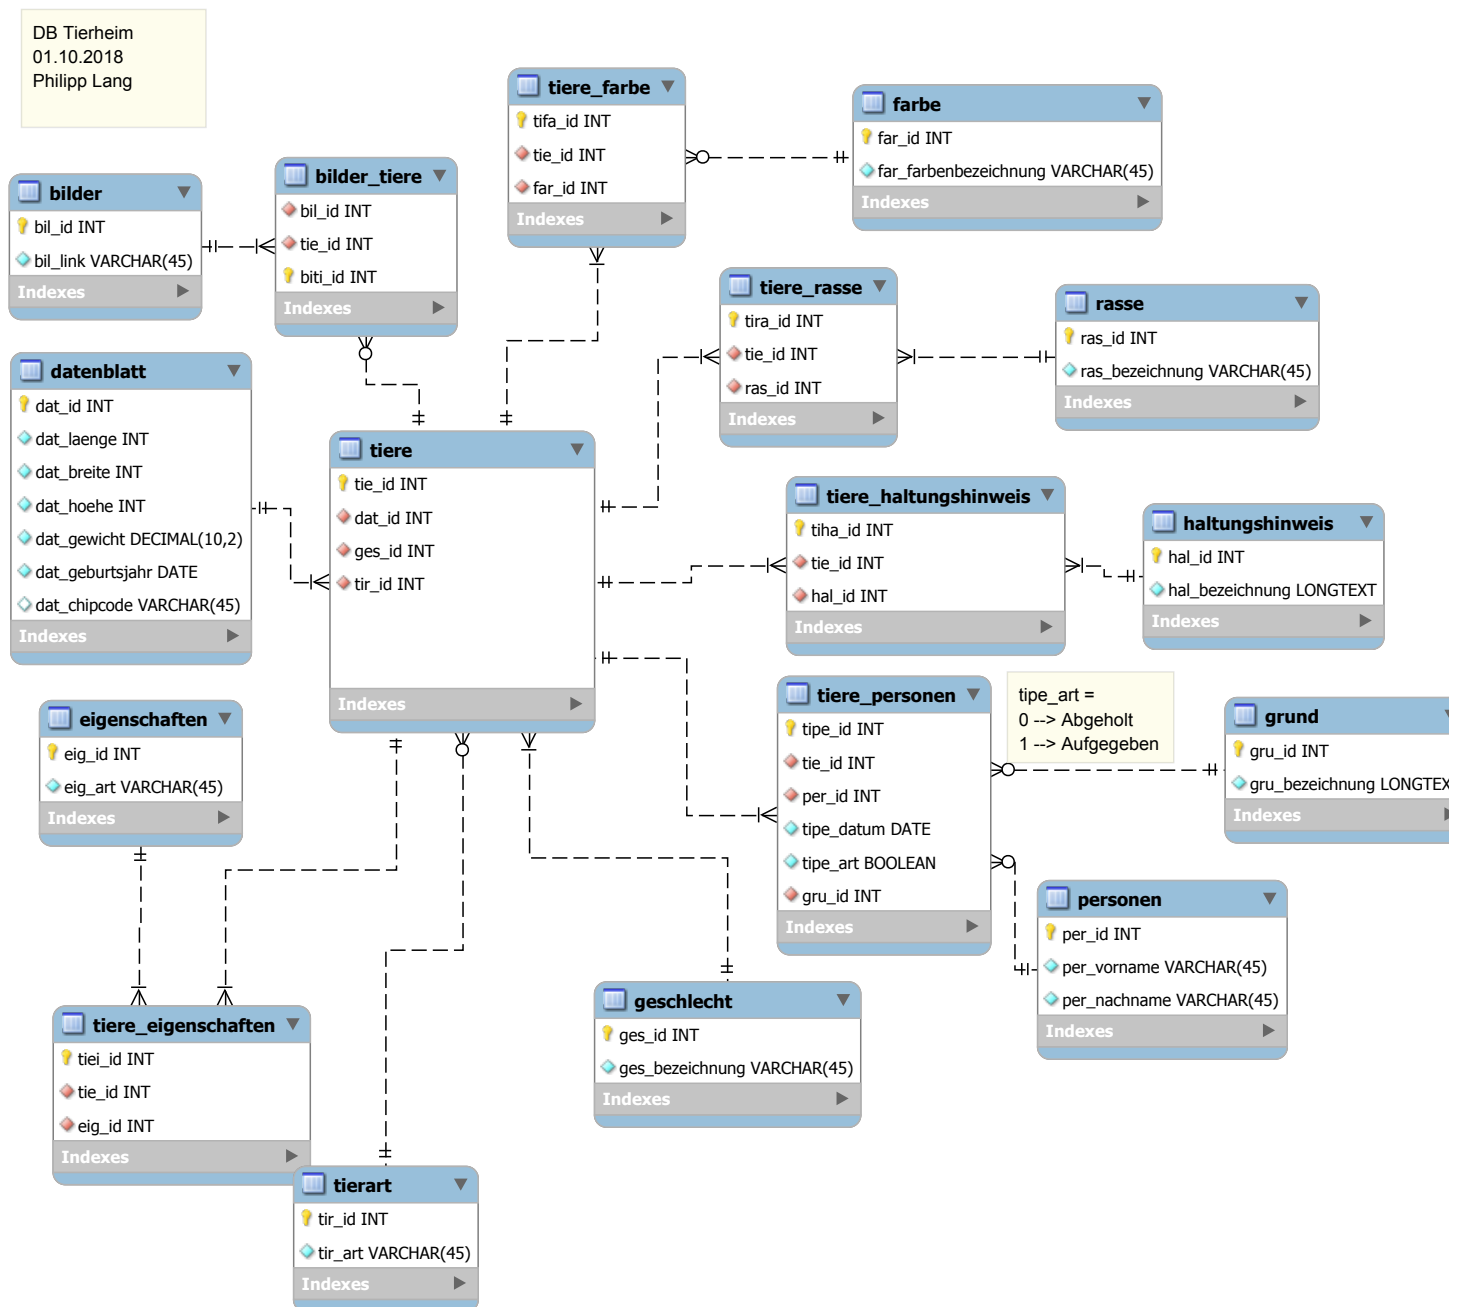 DB Tierheim
01.10.2018
Philipp Lang
tiere_farbe
tifa_id INT
tie_id INT
far_id INT
Indexes
farbe
far_id INT
far_farbenbezeichnung VARCHAR(45)
Indexes
bilder
bil_id INT
bil_link VARCHAR(45)
Indexes
bilder_tiere
bil_id INT
tie_id INT
biti_id INT
Indexes
tiere_rasse
tira_id INT
tie_id INT
ras_id INT
Indexes
rasse
ras_id INT
ras_bezeichnung VARCHAR(45)
Indexes
datenblatt
dat_id INT
dat_laenge INT
dat_breite INT
dat_hoehe INT
dat_gewicht DECIMAL(10,2)
dat_geburtsjahr DATE
dat_chipcode VARCHAR(45)
Indexes
tiere
tie_id INT
dat_id INT
ges_id INT
tir_id INT
Indexes
tiere_haltungshinweis
tiha_id INT
tie_id INT
hal_id INT
Indexes
haltungshinweis
hal_id INT
hal_bezeichnung LONGTEXT
Indexes
eigenschaften
eig_id INT
eig_art VARCHAR(45)
Indexes
tiere_personen
tipe_id INT
tie_id INT
per_id INT
tipe_datum DATE
tipe_art BOOLEAN
gru_id INT
Indexes
tipe_art =
0 --> Abgeholt
1 --> Aufgegeben
grund
gru_id INT
gru_bezeichnung LONGTEX
Indexes
personen
per_id INT
per_vorname VARCHAR(45)
per_nachname VARCHAR(45)
Indexes
geschlecht
ges_id INT
ges_bezeichnung VARCHAR(45)
Indexes
tiere_eigenschaften
tiei_id INT
tie_id INT
eig_id INT
Indexes
tierart
tir_id INT
tir_art VARCHAR(45)
Indexes